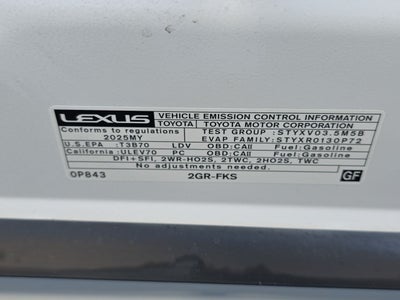 LEXUS VEHICLE EMISSION CONTROL INFORMATION
TOYOTA TOYOTA MOTOR CORPORATION
Conforms to regulations TEST GROUP :STYXV03.5M5B
2025MY EVAP FAMILY:STYXR0130P72
U.S.EPA :T3B70 LDV OBD:CAII Fuel:Gasoline
California:ULEV70 PC OBD:CAII Fuel:Gasoline
DFI+SFI, 2WR-HO2S, 2TWC, 2HO2S, TWC
No adjustments needed.
0P843 2GR-FKS GF